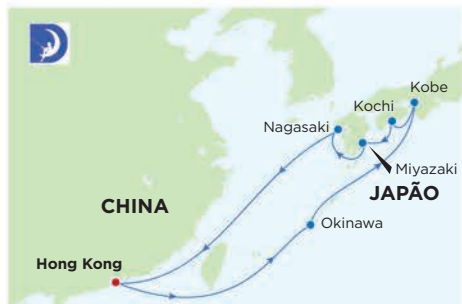 Kobe
Kochi
Nagasaki
Miyazaki
JAPÃO
CHINA
Okinawa
Hong Kong